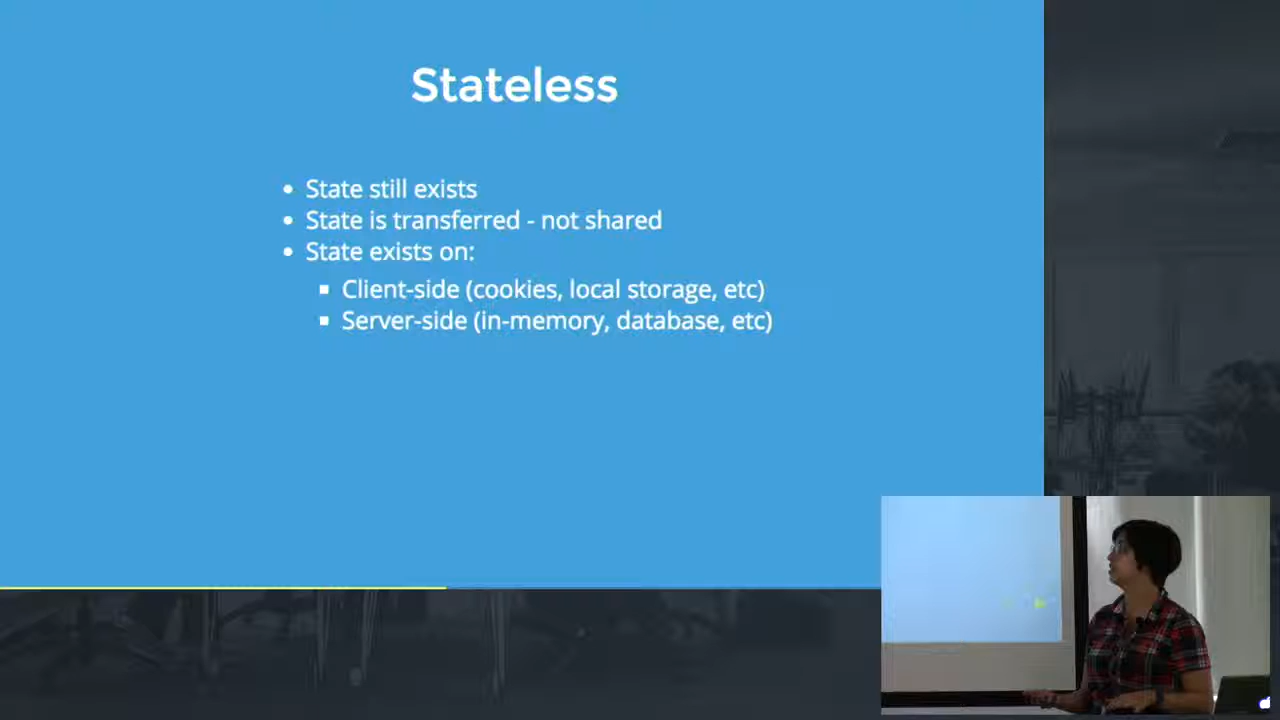 Stateless
State still exists
State is transferred - not shared
State exists on:
Client-side (cookies, local storage, etc)
Server-side (in-memory, database, etc)